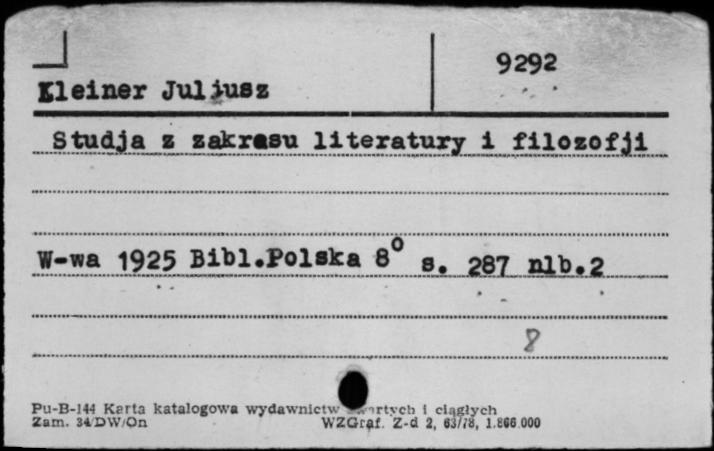 9292
Kleiner Juljusz
Studja z zakresu literatury i filozofji
W-wa 1925 Bibl.Polska 8° s. 287 nlb.2
8
Pu-B-144 Karta katalogowa wydawnictw zwartych i ciągłych
Zam. 34/DW/On WZGraf. Z-d 2, 63/78, 1.866.000